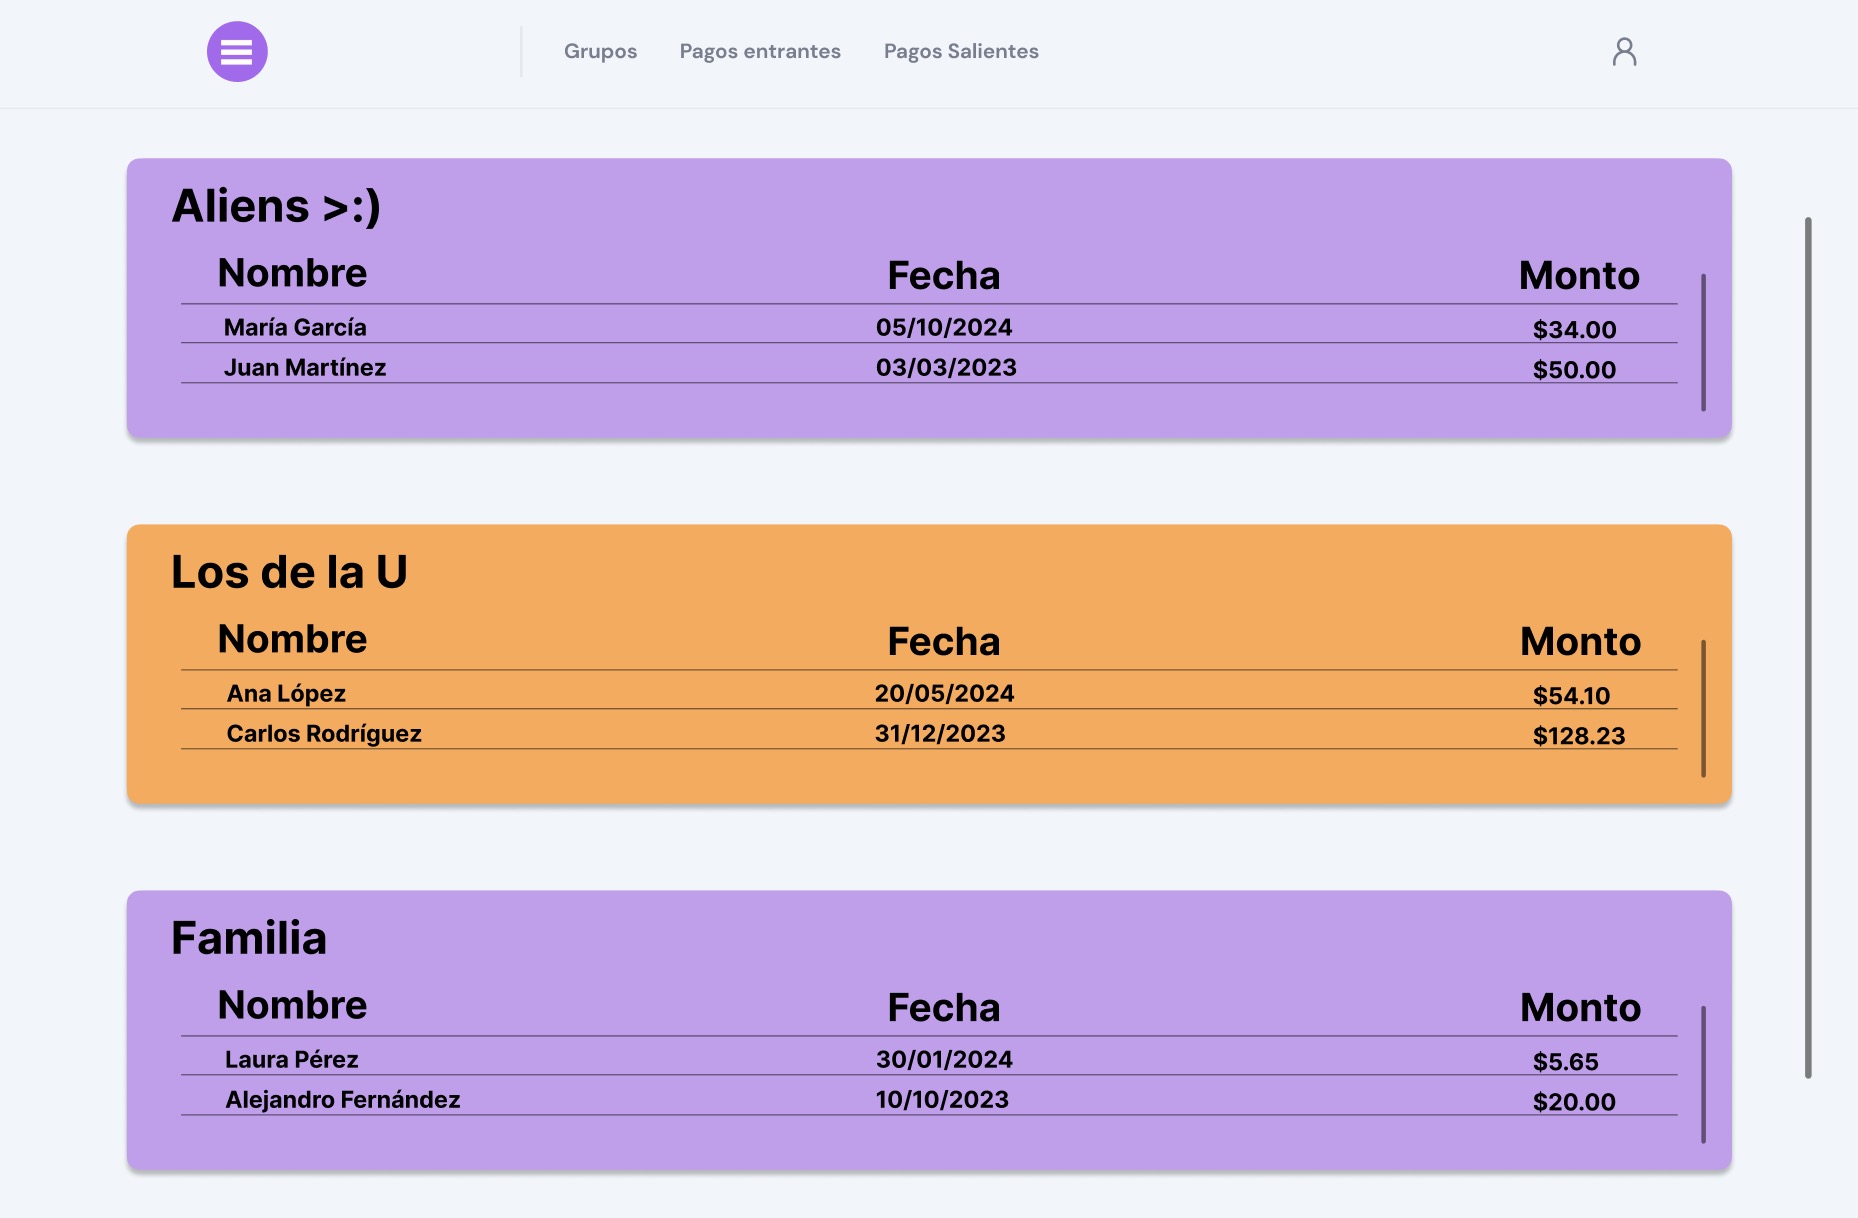 Grupos Pagos entrantes Pagos Salientes
Aliens >:)
Nombre Fecha Monto
María García 05/10/2024 $34.00
Juan Martínez 03/03/2023 $50.00
Los de la U
Nombre Fecha Monto
Ana López 20/05/2024 $54.10
Carlos Rodríguez 31/12/2023 $128.23
Familia
Nombre Fecha Monto
Laura Pérez 30/01/2024 $5.65
Alejandro Fernández 10/10/2023 $20.00